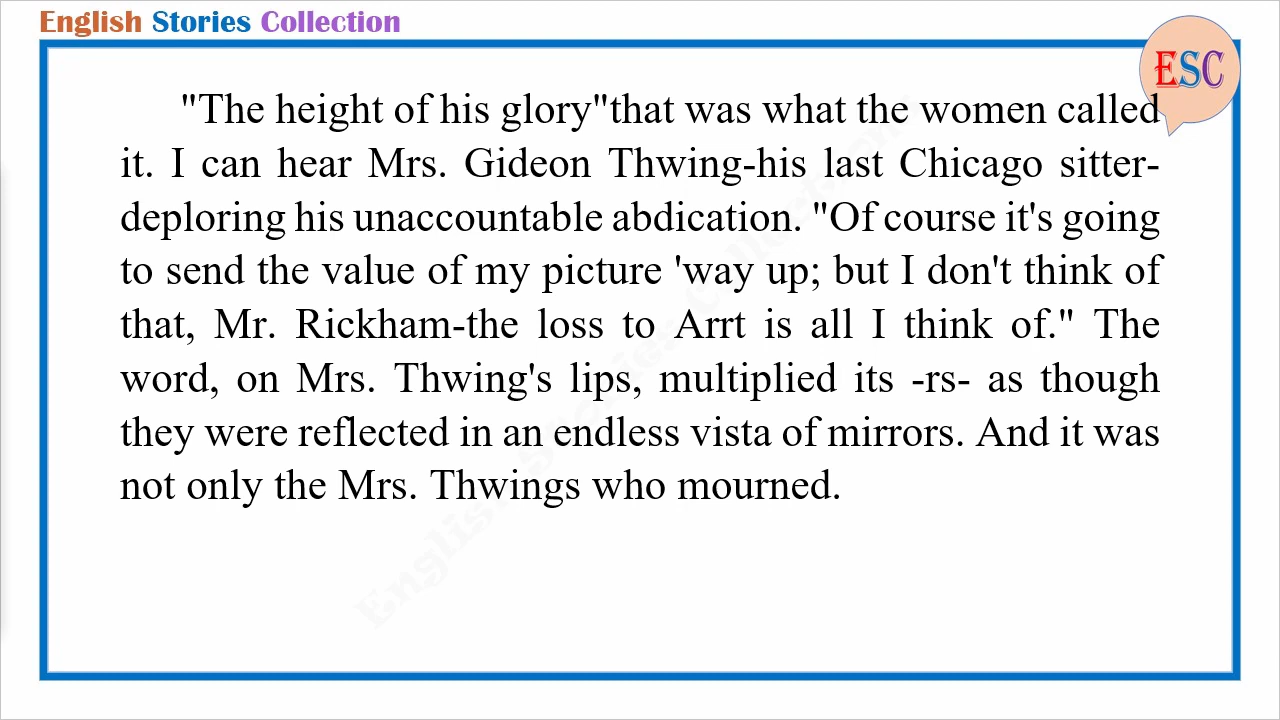 English Stories Collection
ESC
"The height of his glory"that was what the women called
it. I can hear Mrs. Gideon Thwing-his last Chicago sitter-
deploring his unaccountable abdication. "Of course it's going
to send the value of my picture 'way up; but I don't think of
that, Mr. Rickham-the loss to Arrt is all I think of." The
word, on Mrs. Thwing's lips, multiplied its -rs- as though
they were reflected in an endless vista of mirrors. And it was
not only the Mrs. Thwings who mourned.
English Stories Collections